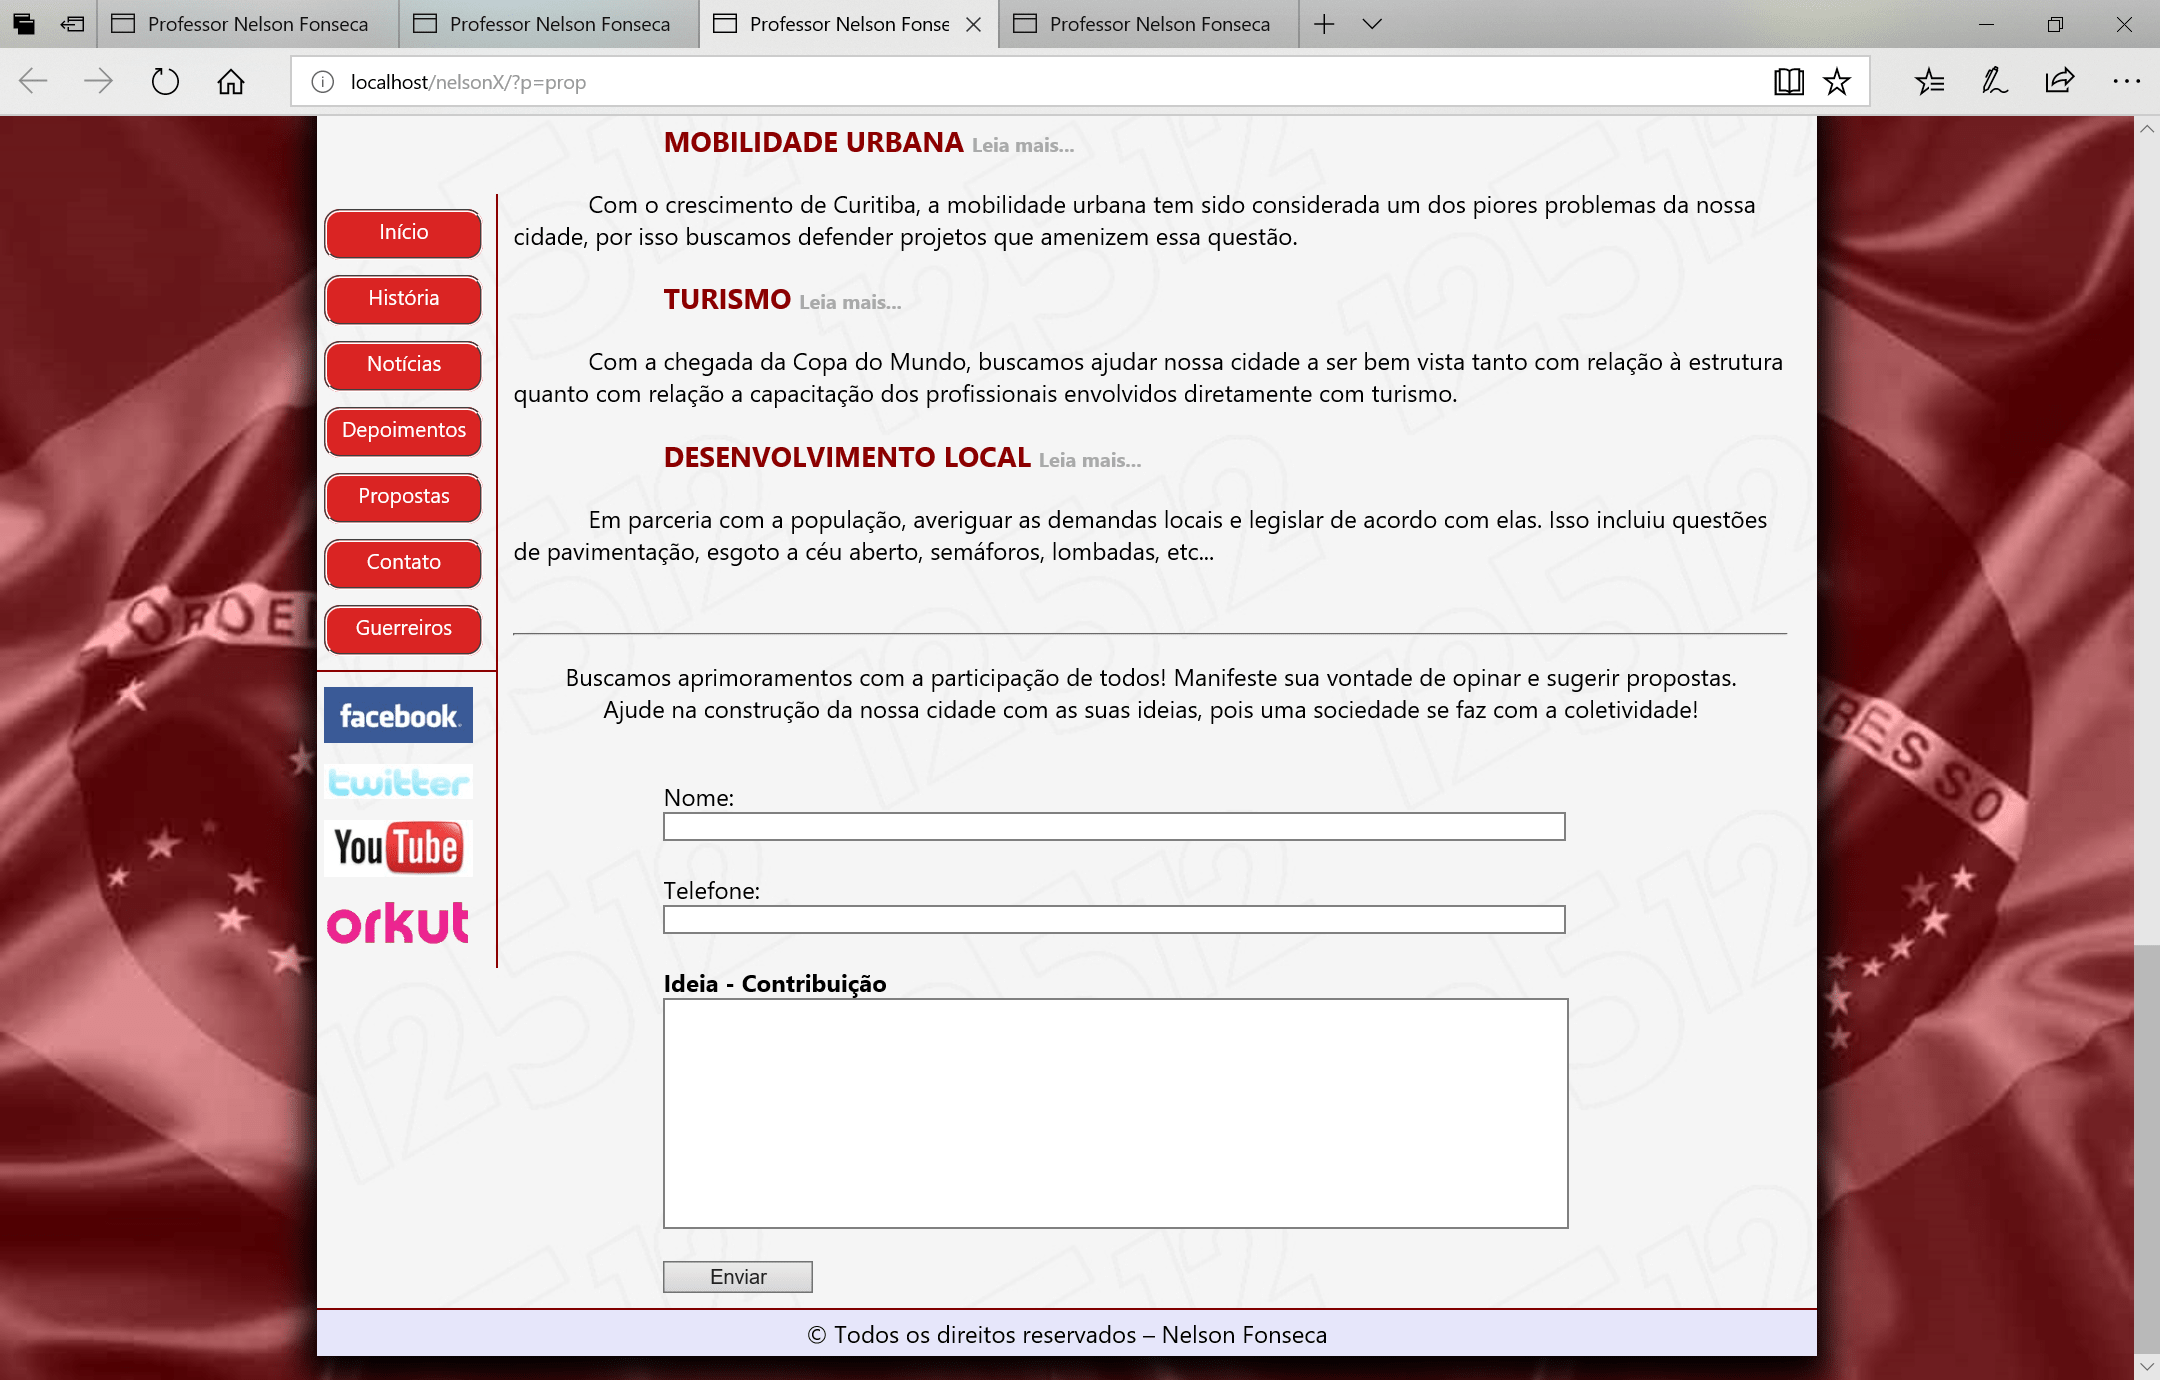 Professor Nelson Fonseca
Professor Nelson Fonseca
Professor Nelson Fonse
Professor Nelson Fonseca
localhost/nelsonX/?p=prop
MOBILIDADE URBANA Leia mais...
Com o crescimento de Curitiba, a mobilidade urbana tem sido considerada um dos piores problemas da nossa
cidade, por isso buscamos defender projetos que amenizem essa questão.
TURISMO Leia mais...
Com a chegada da Copa do Mundo, buscamos ajudar nossa cidade a ser bem vista tanto com relação à estrutura
quanto com relação a capacitação dos profissionais envolvidos diretamente com turismo.
DESENVOLVIMENTO LOCAL Leia mais...
Em parceria com a população, averiguar as demandas locais e legislar de acordo com elas. Isso incluiu questões
de pavimentação, esgoto a céu aberto, semáforos, lombadas, etc...
Início
História
Notícias
Depoimentos
Propostas
Contato
Guerreiros
facebook
twitter
YouTube
orkut
Buscamos aprimoramentos com a participação de todos! Manifeste sua vontade de opinar e sugerir propostas.
Ajude na construção da nossa cidade com as suas ideias, pois uma sociedade se faz com a coletividade!
Nome:
Telefone:
Ideia - Contribuição
Enviar
© Todos os direitos reservados – Nelson Fonseca
12512
RESSO